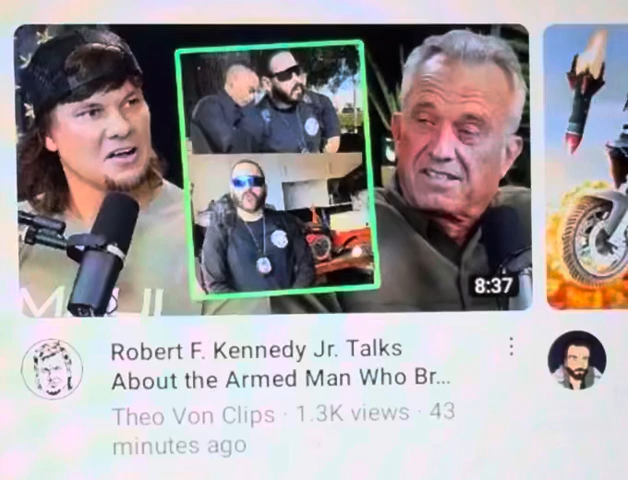 8:37
Robert F. Kennedy Jr. Talks
About the Armed Man Who Br...
Theo Von Clips · 1.3K views · 43
minutes ago